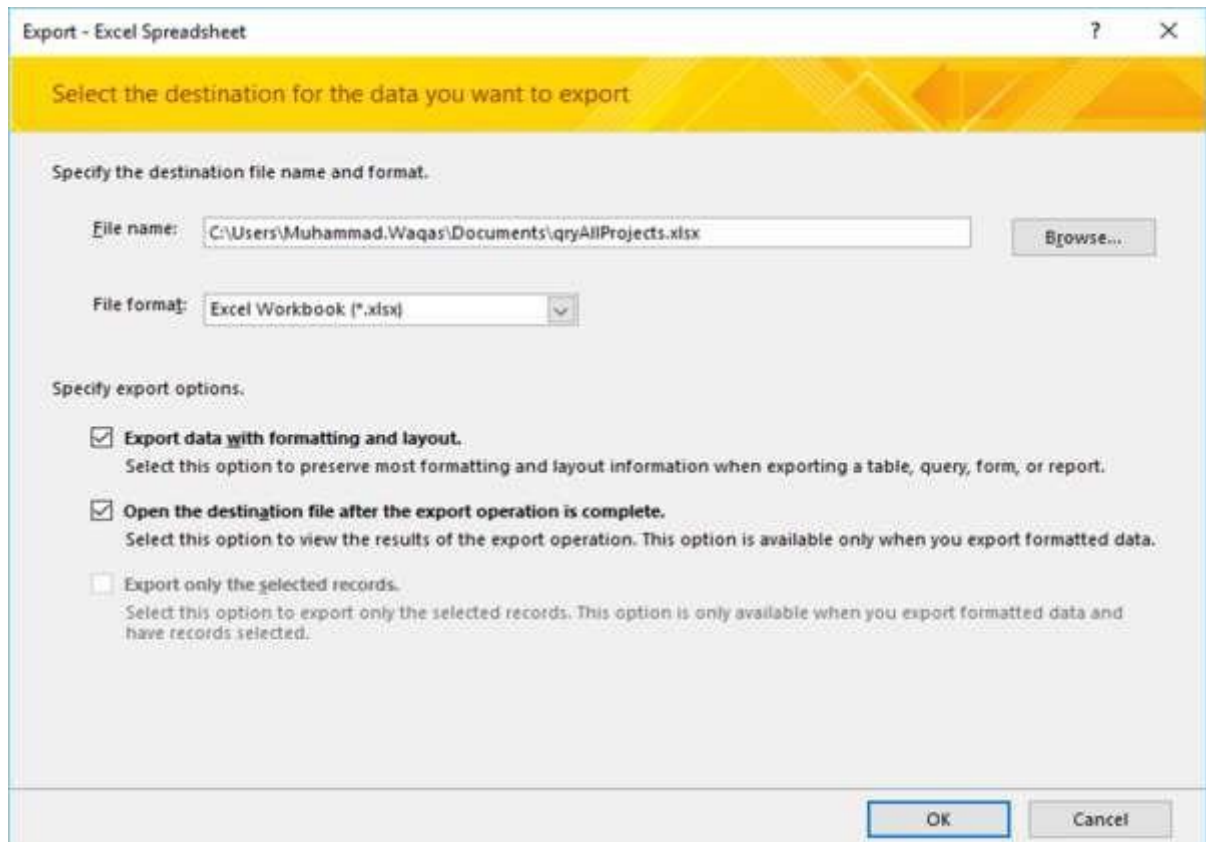 Export - Excel Spreadsheet ?
Select the destination for the data you want to export
Specify the destination file name and format.
File name: C:\Users\Muhammad.Waqas\Documents\qryAllProjects.xlsx Browse...
File format: Excel Workbook (*.xlsx)
Specify export options.
Export data with formatting and layout.
Select this option to preserve most formatting and layout information when exporting a table, query, form, or report.
Open the destination file after the export operation is complete.
Select this option to view the results of the export operation. This option is available only when you export formatted data.
Export only the selected records.
Select this option to export only the selected records. This option is only available when you export formatted data and
have records selected.
OK Cancel